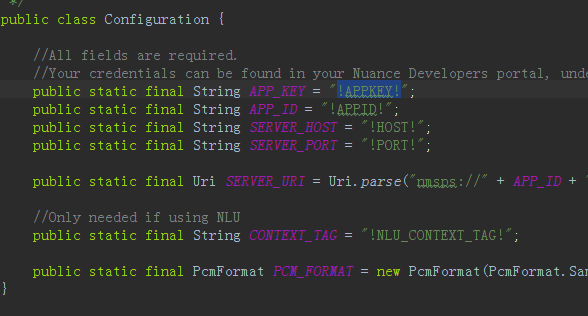 */
public class Configuration {
//All fields are required.
//Your credentials can be found in your Nuance Developers portal, unde
public static final String APP_KEY = "!APPKEY!";
public static final String APP_ID = "!APPID!";
public static final String SERVER_HOST = "!HOST!";
public static final String SERVER_PORT = "!PORT!";
public static final Uri SERVER_URI = Uri.parse("nmsps://" + APP_ID + "
//Only needed if using NLU
public static final String CONTEXT_TAG = "!NLU_CONTEXT_TAG!";
public static final PcmFormat PCM_FORMAT = new PcmFormat(PcmFormat.Sam
}